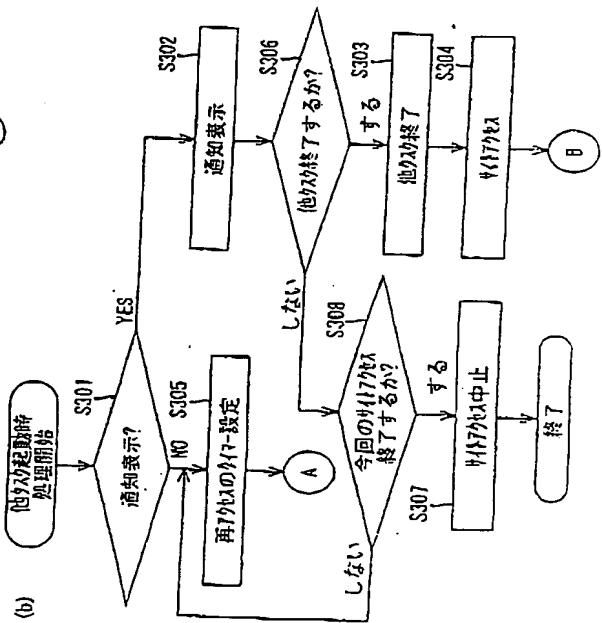 (b)
他タスク起動時
処理開始
S301
通知表示?
YES
NO
S302
通知表示
S306
他タスク終了するか?
する
しない
S303
他タスク終了
S304
サイトアクセス
B
S305
再アクセスのタイマー設定
A
S308
今回のサイトアクセス
終了するか?
しない
する
S307
サイトアクセス中止
終了